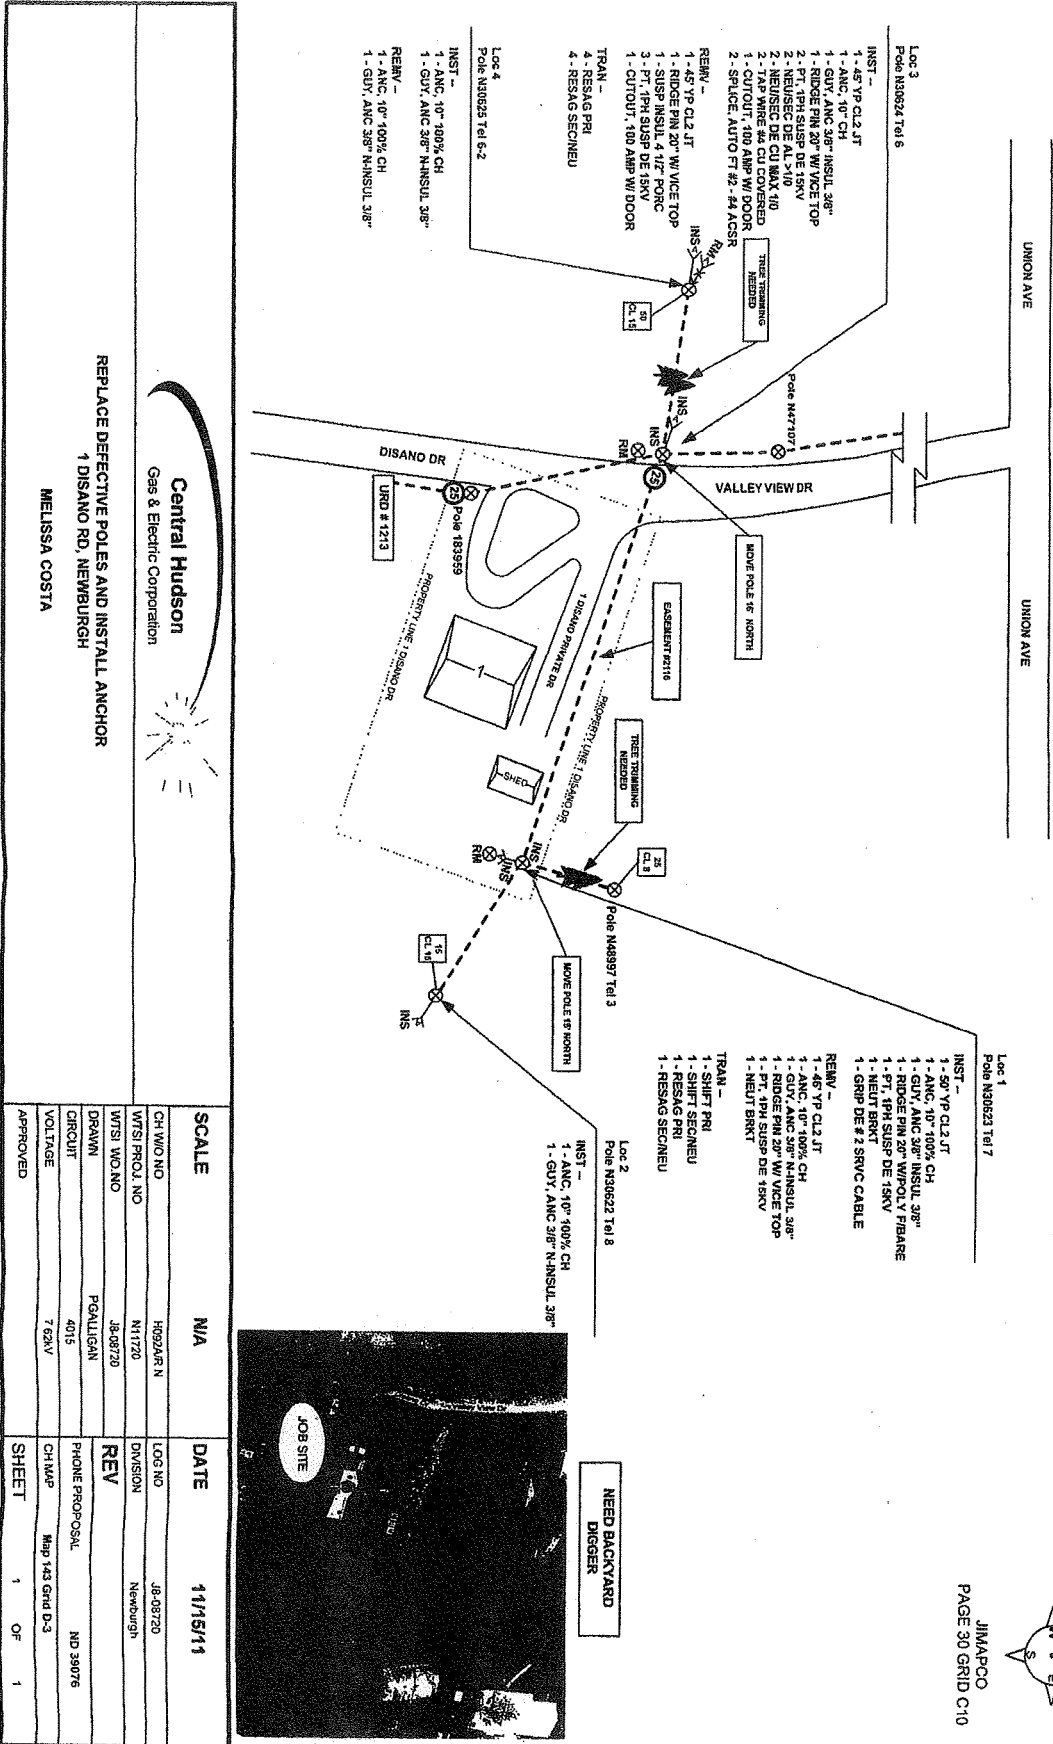 UNION AVE
UNION AVE
JIMAPCO
PAGE 30 GRID C10
W
E
S
Loc 3
Pole N30624 Tel 6
INST --
1 - 45' YP CL2 JT
1 - ANC, 10" CH
1 - GUY, ANC 3/8" INSUL 3/8"
1 - RIDGE PIN 20" W/ VICE TOP
2 - PT, 1PH SUSP DE 15KV
2 - NEU/SEC DE AL >1/0
2 - NEU/SEC DE CU MAX 1/0
2 - TAP WIRE #4 CU COVERED
1 - CUTOUT, 100 AMP W/ DOOR
2 - SPLICE, AUTO FT #2 - #4 ACSR
REMV --
1 - 45' YP CL2 JT
1 - RIDGE PIN 20" W/ VICE TOP
1 - SUSP INSUL 4 1/2" PORC
3 - PT, 1PH SUSP DE 15KV
1 - CUTOUT, 100 AMP W/ DOOR
TRAN --
4 - RESAG PRI
4 - RESAG SEC/NEU
Loc 4
Pole N30625 Tel 6-2
INST --
1 - ANC, 10" 100% CH
1 - GUY, ANC 3/8" N-INSUL 3/8"
REMV --
1 - ANC, 10" 100% CH
1 - GUY, ANC 3/8" N-INSUL 3/8"
TREE TRIMMING
NEEDED
INS
RM
50
CL 15
Pole N47107
INS
INS
RM
25
DISANO DR
VALLEY VIEW DR
MOVE POLE 16' NORTH
EASEMENT #2116
25
Pole 183959
URD # 1213
1 DISANO PRIVATE DR
PROPERTY LINE 1 DISANO DR
PROPERTY LINE 1 DISANO DR
1
SHED
TREE TRIMMING
NEEDED
25
CL 8
Pole N48997 Tel 3
INS
INS
RM
MOVE POLE 15' NORTH
15
CL 15
INS
Loc 1
Pole N30623 Tel 7
INST --
1 - 50' YP CL2 JT
1 - ANC, 10" 100% CH
1 - GUY, ANC 3/8" INSUL 3/8"
1 - RIDGE PIN 20" W/POLY F/BARE
1 - PT, 1PH SUSP DE 15KV
1 - NEUT BRKT
1 - GRIP DE # 2 SRVC CABLE
REMV --
1 - 45' YP CL2 JT
1 - ANC, 10" 100% CH
1 - GUY, ANC 3/8" N-INSUL 3/8"
1 - RIDGE PIN 20" W/ VICE TOP
1 - PT, 1PH SUSP DE 15KV
1 - NEUT BRKT
TRAN --
1 - SHIFT PRI
1 - SHIFT SEC/NEU
1 - RESAG PRI
1 - RESAG SEC/NEU
Loc 2
Pole N30622 Tel 8
INST --
1 - ANC, 10" 100% CH
1 - GUY, ANC 3/8" N-INSUL 3/8"
NEED BACKYARD
DIGGER
JOB SITE
Central Hudson
Gas & Electric Corporation
REPLACE DEFECTIVE POLES AND INSTALL ANCHOR
1 DISANO RD, NEWBURGH
MELISSA COSTA
SCALE N/A DATE 11/15/11
CH W/O NO H092A/R N LOG NO J8-08720
WTSI PROJ. NO N11720 DIVISION Newburgh
WTSI WO.NO J8-08720 REV
DRAWN PGALLIGAN
CIRCUIT 4015 PHONE PROPOSAL ND 39076
VOLTAGE 7.62kV CH MAP Map 143 Grid D-3
APPROVED SHEET 1 OF 1